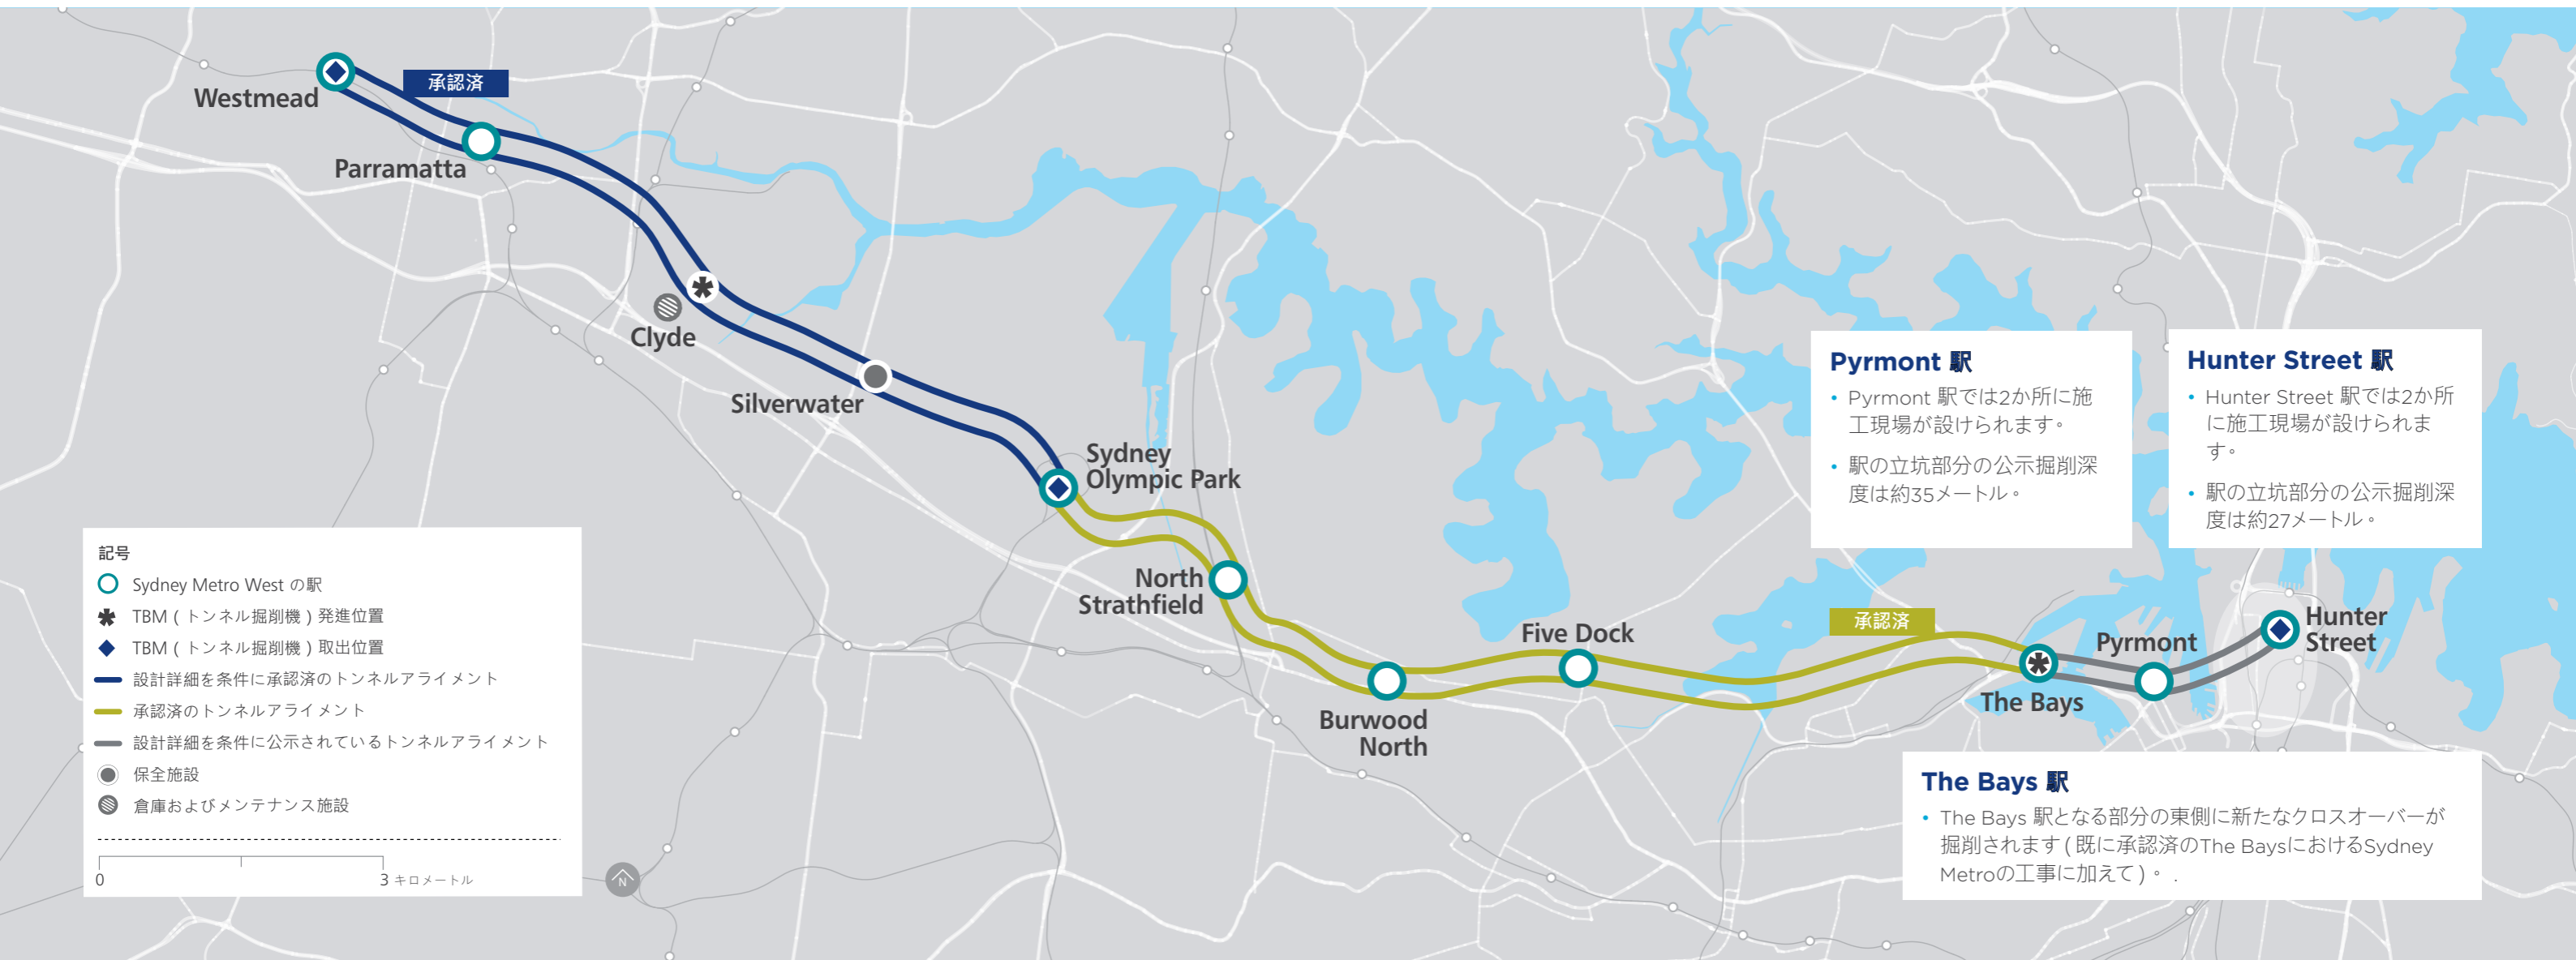 Westmead
承認済
Parramatta
Clyde
Silverwater
Sydney
Olympic Park
North
Strathfield
Burwood
North
Five Dock
承認済
The Bays
Pyrmont
Hunter
Street
Pyrmont 駅
• Pyrmont 駅では2か所に施
工現場が設けられます。
• 駅の立坑部分の公示掘削深
度は約35メートル。
Hunter Street 駅
• Hunter Street 駅では2か所
に施工現場が設けられま
す。
• 駅の立坑部分の公示掘削深
度は約27メートル。
The Bays 駅
• The Bays 駅となる部分の東側に新たなクロスオーバーが
掘削されます ( 既に承認済のThe BaysにおけるSydney
Metroの工事に加えて ) 。 .
記号
Sydney Metro West の駅
TBM ( トンネル掘削機 ) 発進位置
TBM ( トンネル掘削機 ) 取出位置
設計詳細を条件に承認済のトンネルアライメント
承認済のトンネルアライメント
設計詳細を条件に公示されているトンネルアライメント
保全施設
倉庫およびメンテナンス施設
0 3 キロメートル
N